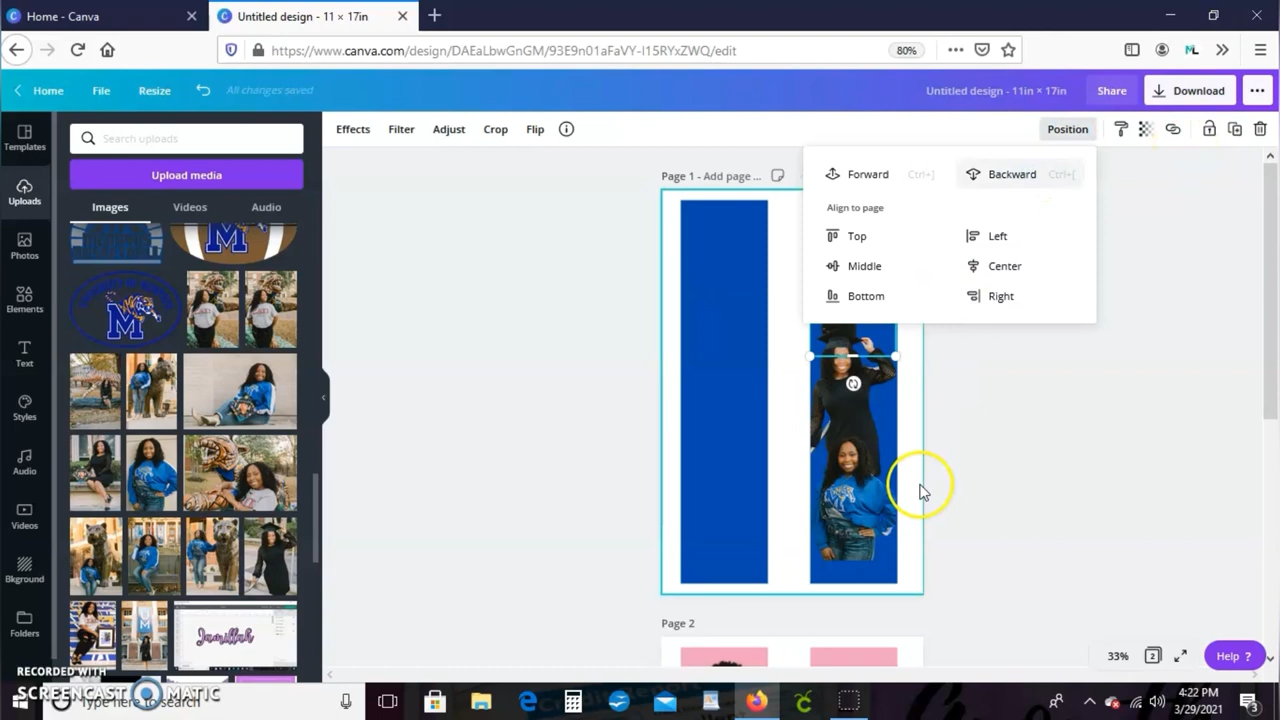 Home - Canva
Untitled design - 11 × 17in
https://www.canva.com/design/DAEaLbwGnGM/93E9n01aFaVY-I15RYxZWQ/edit
80%
Home
File
Resize
All changes saved
Untitled design - 11in × 17in
Share
Download
Templates
Uploads
Photos
Elements
Text
Styles
Audio
Videos
Bkground
Folders
Search uploads
Upload media
Images
Videos
Audio
M
M
Jamillah
Effects
Filter
Adjust
Crop
Flip
Position
Page 1 - Add page ...
Forward Ctrl+]
Backward Ctrl+[
Align to page
Top
Left
Middle
Center
Bottom
Right
Page 2
33%
2
Help ?
RECORDED WITH
SCREENCAST MATIC
Type here to search
4:22 PM
3/29/2021
3